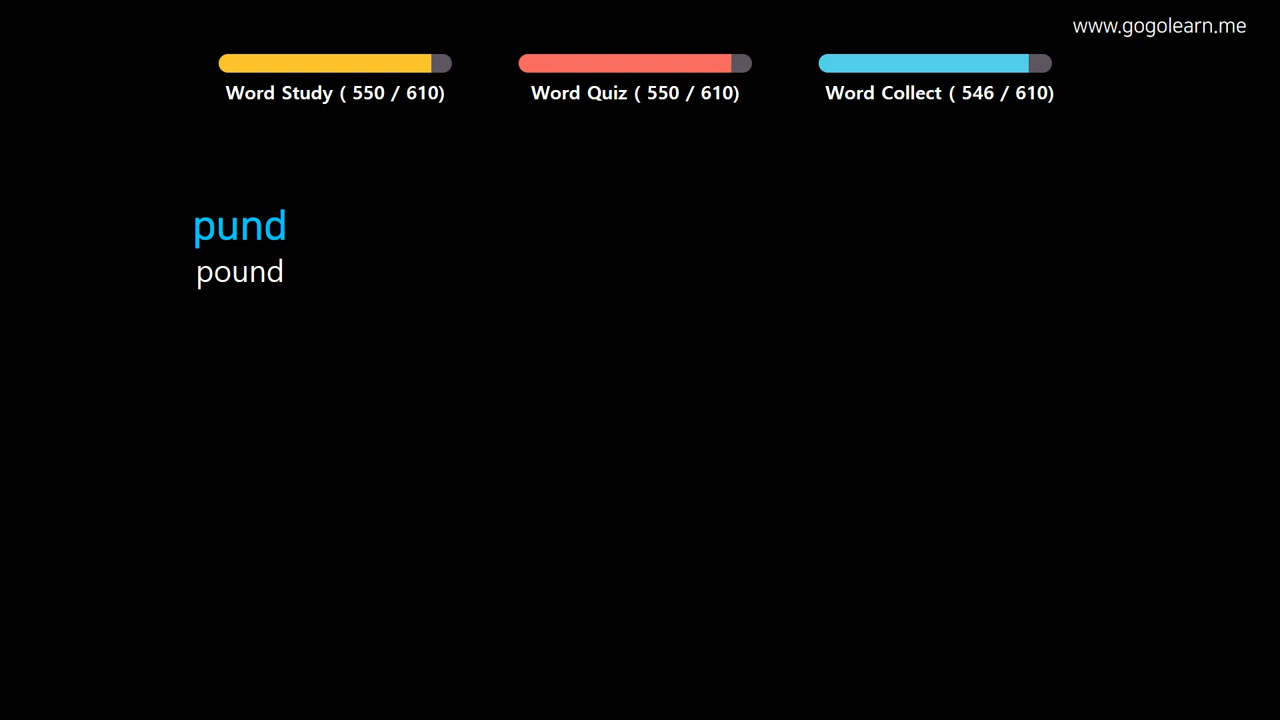 www.gogolearn.me
Word Study ( 550 / 610)
Word Quiz ( 550 / 610)
Word Collect ( 546 / 610)
pund
pound